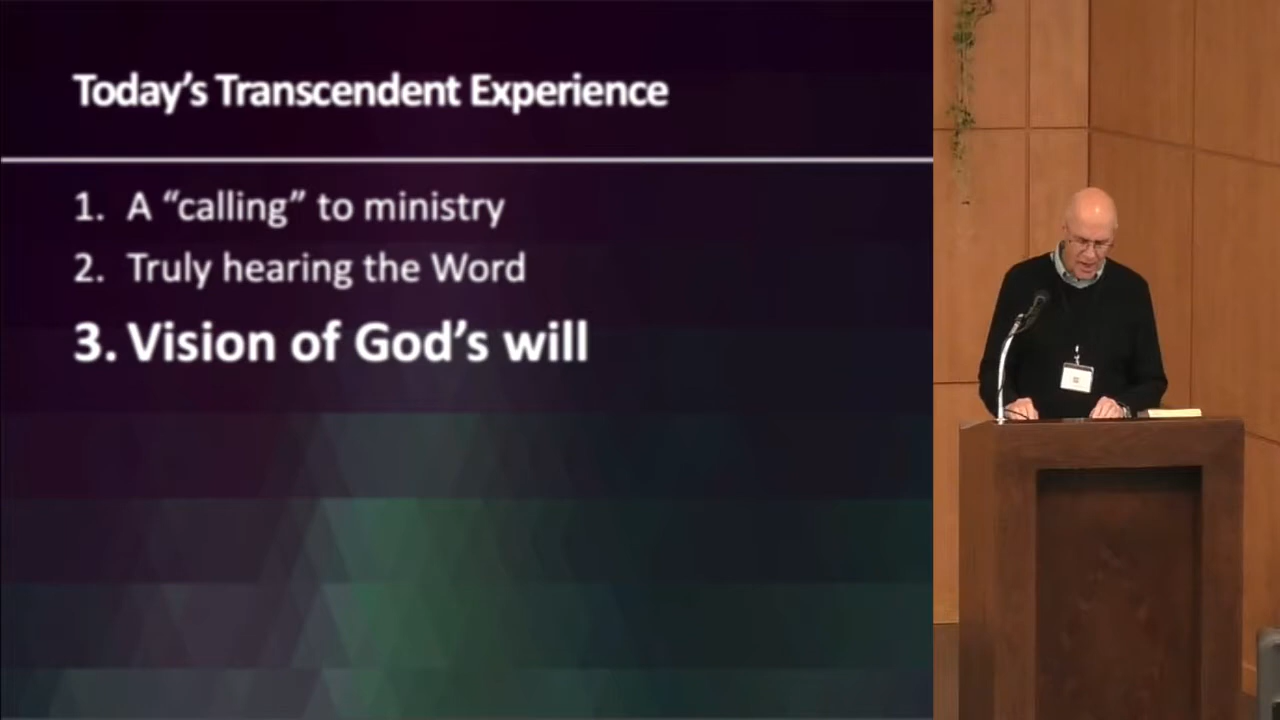 Today's Transcendent Experience
1. A “calling” to ministry
2. Truly hearing the Word
3. Vision of God's will